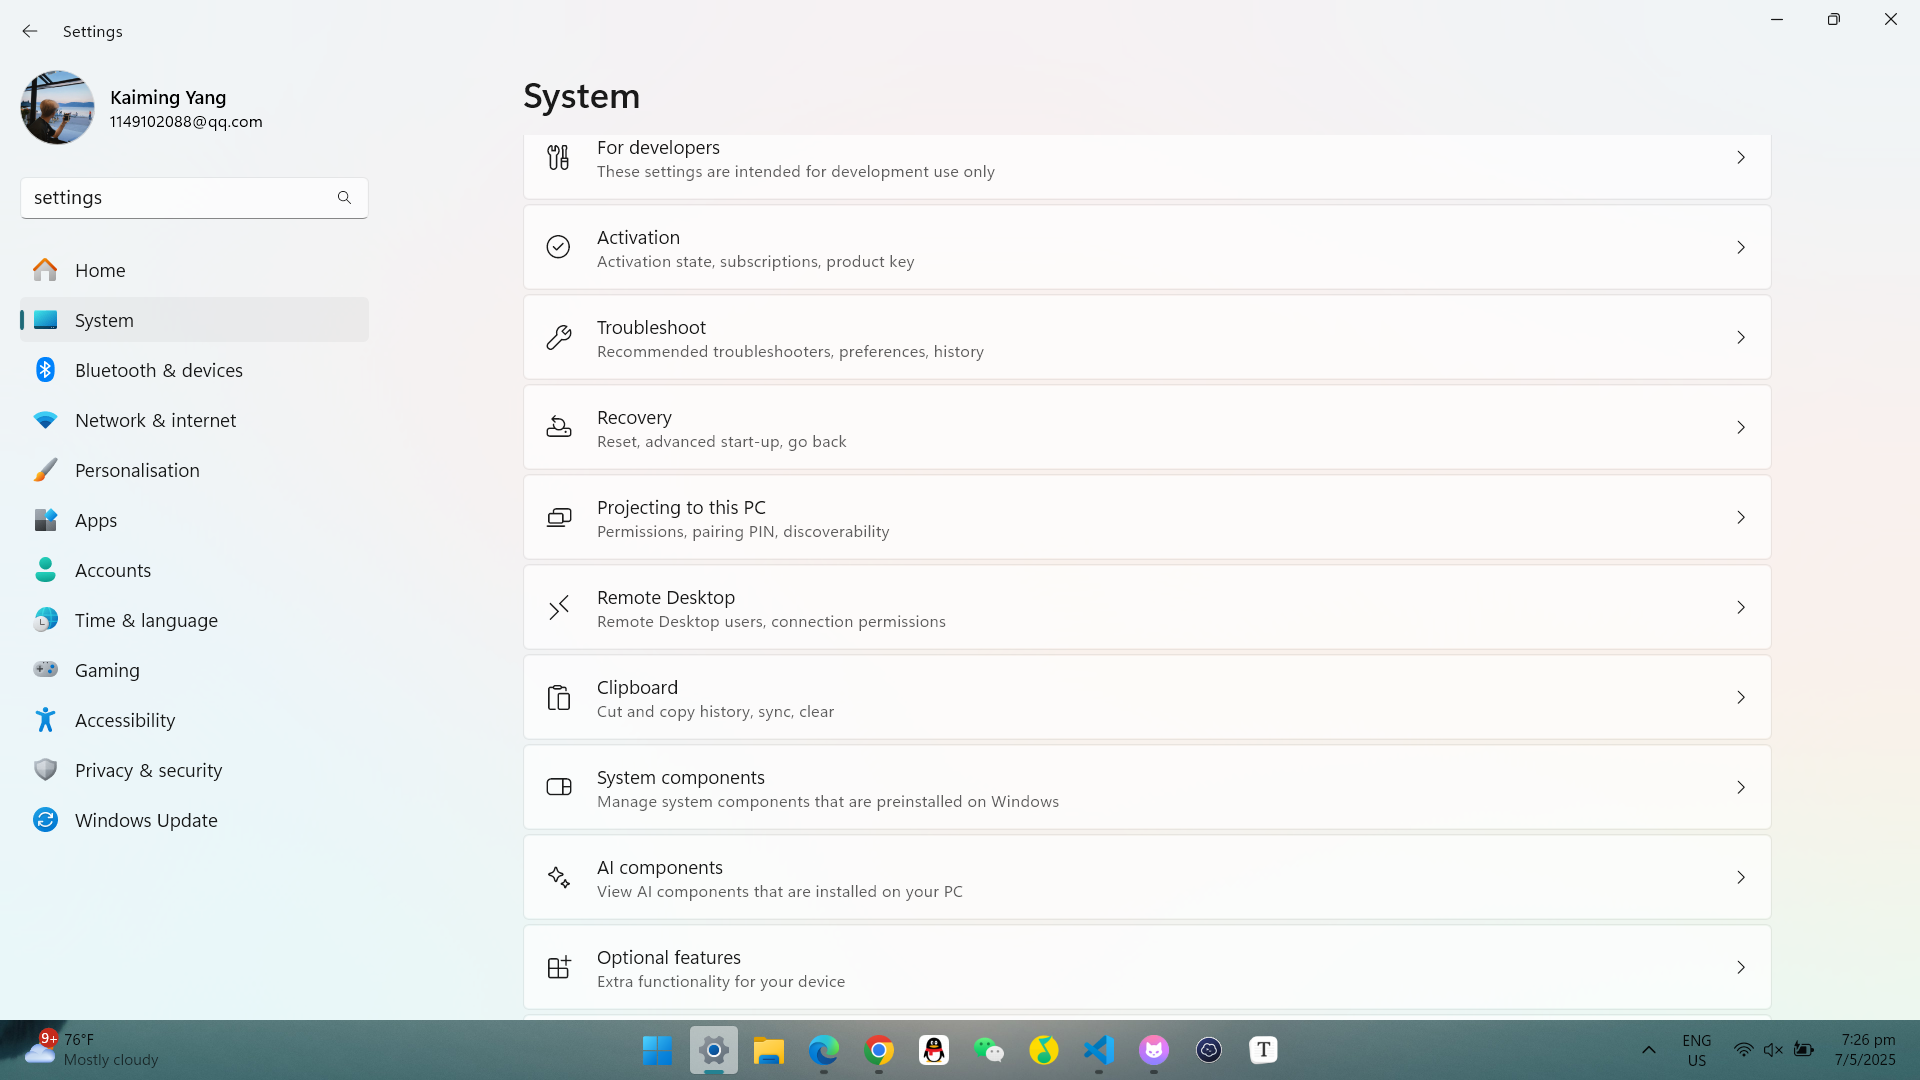 Settings
Kaiming Yang
1149102088@qq.com
settings
Home
System
Bluetooth & devices
Network & internet
Personalisation
Apps
Accounts
Time & language
Gaming
Accessibility
Privacy & security
Windows Update
System
For developers
These settings are intended for development use only
Activation
Activation state, subscriptions, product key
Troubleshoot
Recommended troubleshooters, preferences, history
Recovery
Reset, advanced start-up, go back
Projecting to this PC
Permissions, pairing PIN, discoverability
Remote Desktop
Remote Desktop users, connection permissions
Clipboard
Cut and copy history, sync, clear
System components
Manage system components that are preinstalled on Windows
AI components
View AI components that are installed on your PC
Optional features
Extra functionality for your device
9+
76°F
Mostly cloudy
T
ENG
US
7:26 pm
7/5/2025